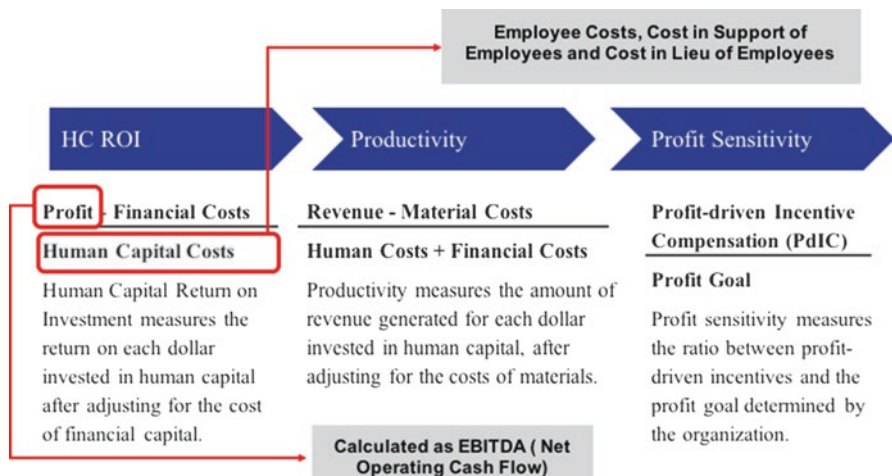 Employee Costs, Cost in Support of
Employees and Cost in Lieu of Employees
HC ROI
Productivity
Profit Sensitivity
Profit - Financial Costs
Human Capital Costs
Human Capital Return on
Investment measures the
return on each dollar
invested in human capital
after adjusting for the cost
of financial capital.
Revenue - Material Costs
Human Costs + Financial Costs
Productivity measures the amount of
revenue generated for each dollar
invested in human capital, after
adjusting for the costs of materials.
Profit-driven Incentive
Compensation (PdIC)
Profit Goal
Profit sensitivity measures
the ratio between profit-
driven incentives and the
profit goal determined by
the organization.
Calculated as EBITDA ( Net
Operating Cash Flow)